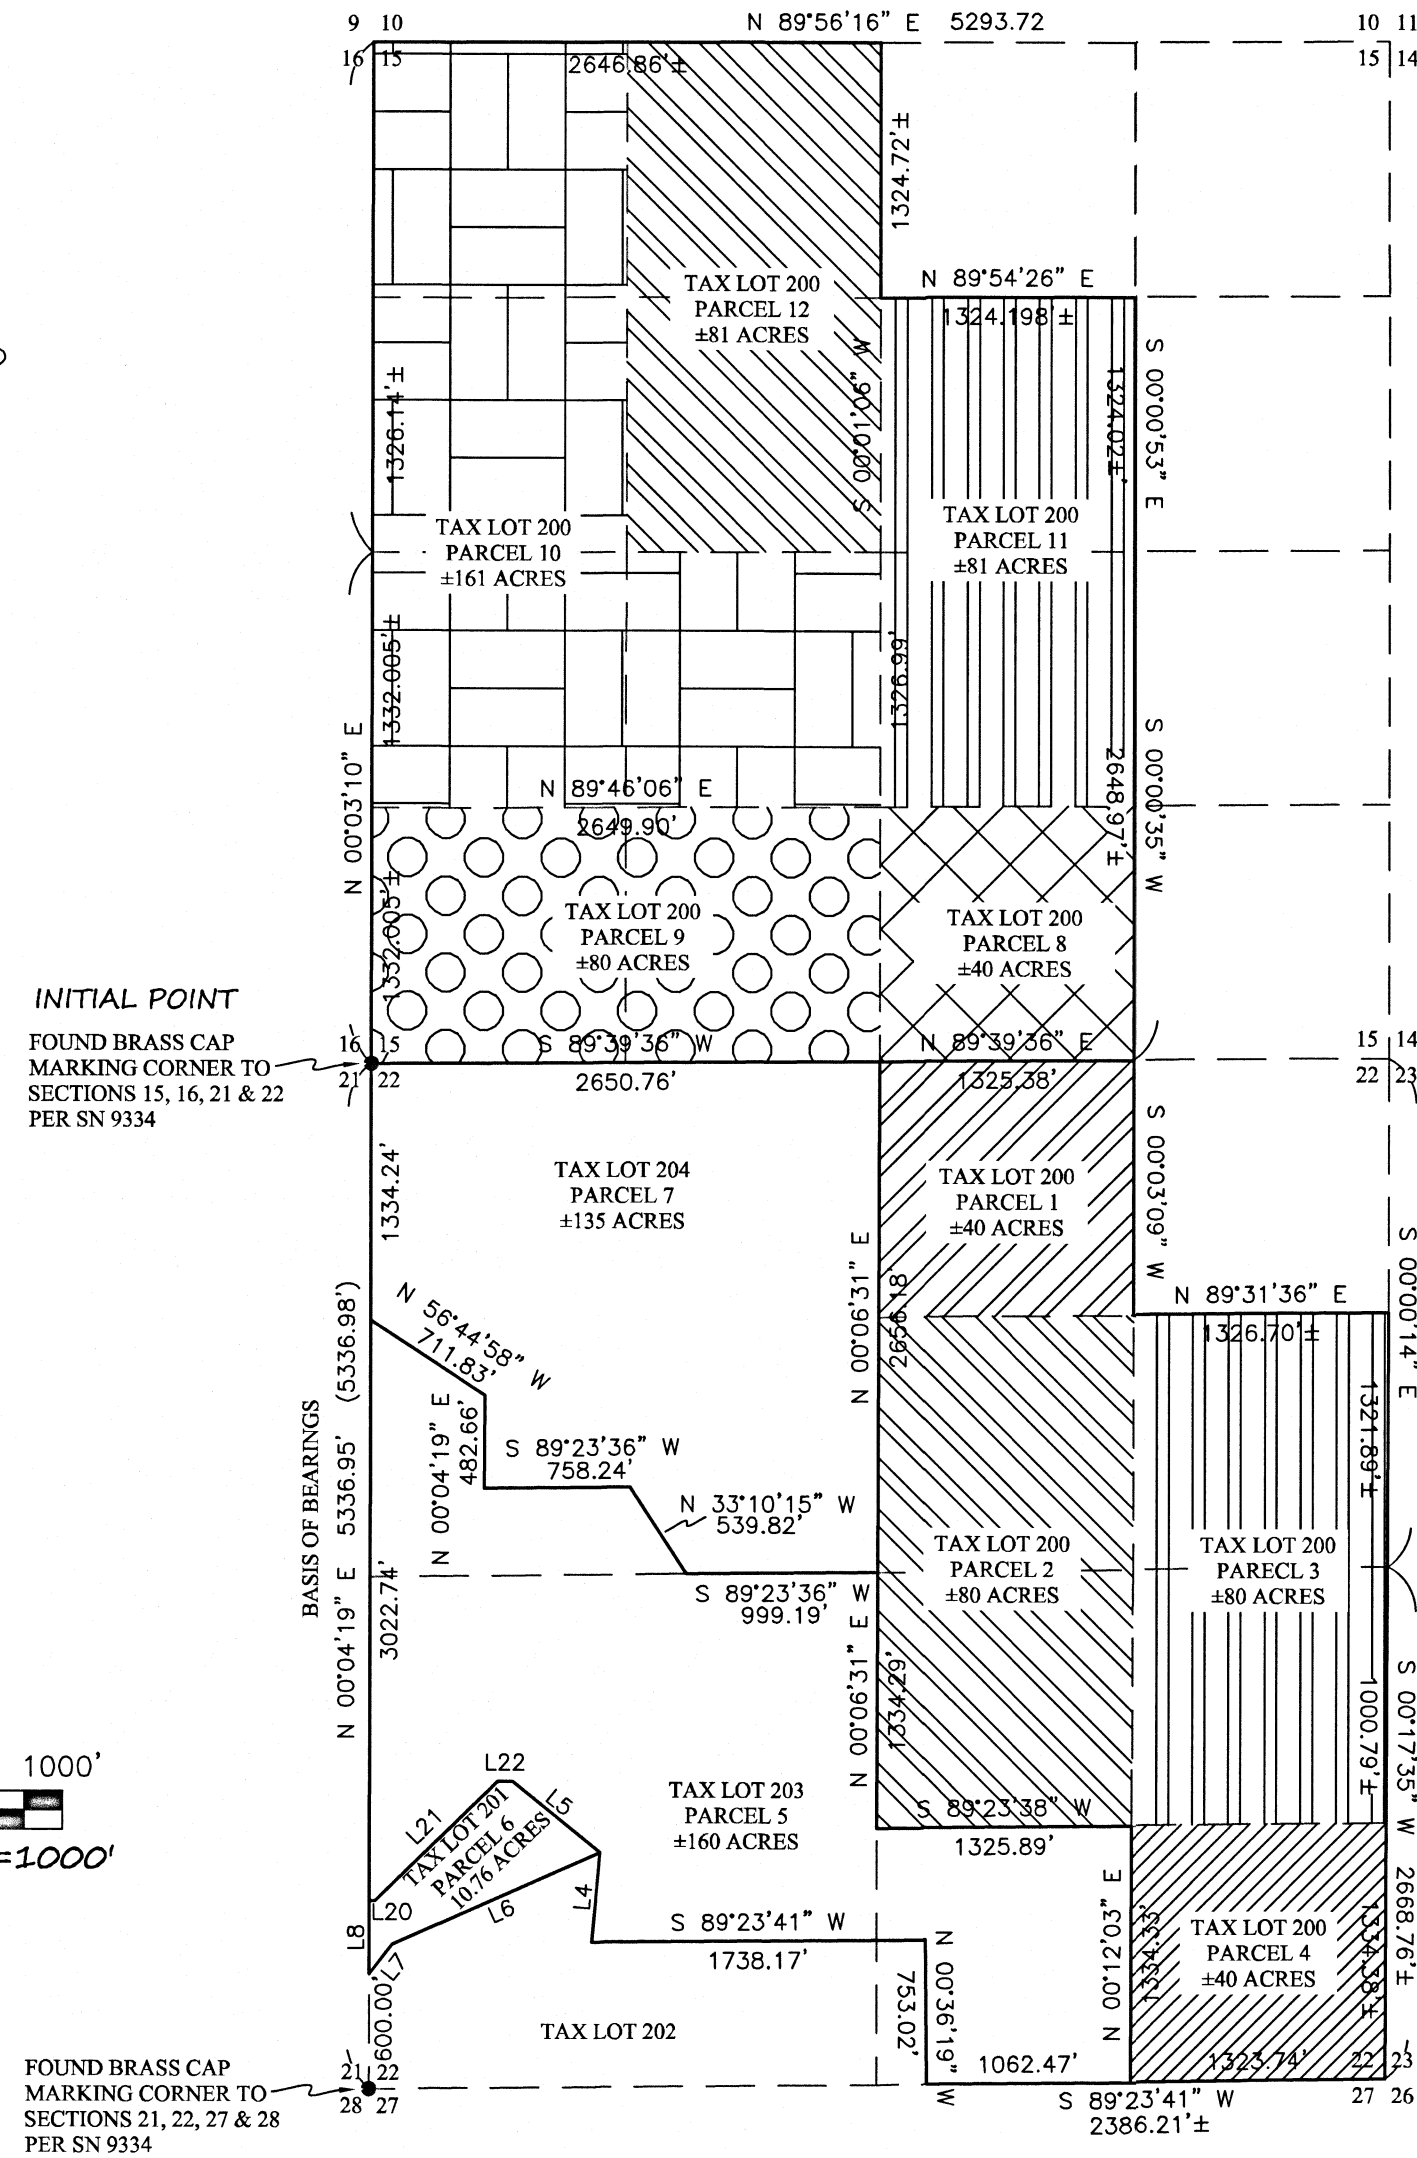 9 10
N 89°56'16" E 5293.72
10 11
16 15
2646.86'±
15 14
1324.72'±
N 89°54'26" E
1324.198'±
TAX LOT 200
PARCEL 12
±81 ACRES
S 00°01'06" W
S 00°00'53" E
1326.14'±
1324.02±'
TAX LOT 200
PARCEL 10
±161 ACRES
TAX LOT 200
PARCEL 11
±81 ACRES
1332.005'±
1326.99'
N 00°03'10" E
2648.97'±
S 00°00'35" W
N 89°46'06" E
2649.90'
1332.005'±
TAX LOT 200
PARCEL 9
±80 ACRES
TAX LOT 200
PARCEL 8
±40 ACRES
INITIAL POINT
FOUND BRASS CAP
MARKING CORNER TO
SECTIONS 15, 16, 21 & 22
PER SN 9334
16 15
21 22
S 89°39'36" W
2650.76'
N 89°39'36" E
1325.38'
15 14
22 23
1334.24'
TAX LOT 204
PARCEL 7
±135 ACRES
TAX LOT 200
PARCEL 1
±40 ACRES
S 00°03'09" W
N 00°06'31" E
2656.18'
N 89°31'36" E
1326.70'±
S 00°00'14" E
1321.89'±
N 56°44'58" W
711.83'
N 00°04'19" E
482.66'
S 89°23'36" W
758.24'
N 33°10'15" W
539.82'
BASIS OF BEARINGS
N 00°04'19" E 5336.95' (5336.98')
3022.74'
S 89°23'36" W
999.19'
TAX LOT 200
PARCEL 2
±80 ACRES
TAX LOT 200
PARECL 3
±80 ACRES
N 00°06'31" E
1334.29'
1000.79'±
S 00°17'35" W 2668.76'±
1000'
=1000'
L22
L21
L5
TAX LOT 201
PARCEL 6
10.76 ACRES
TAX LOT 203
PARCEL 5
±160 ACRES
S 89°23'38" W
1325.89'
L20
L6
L4
L8
L7
S 89°23'41" W
1738.17'
N 00°36'19" W
753.02'
N 00°12'03" E
1334.33'
TAX LOT 200
PARCEL 4
±40 ACRES
1334.38'±
600.00'
TAX LOT 202
1062.47'
1323.74'
FOUND BRASS CAP
MARKING CORNER TO
SECTIONS 21, 22, 27 & 28
PER SN 9334
21 22
28 27
S 89°23'41" W
2386.21'±
22 23
27 26